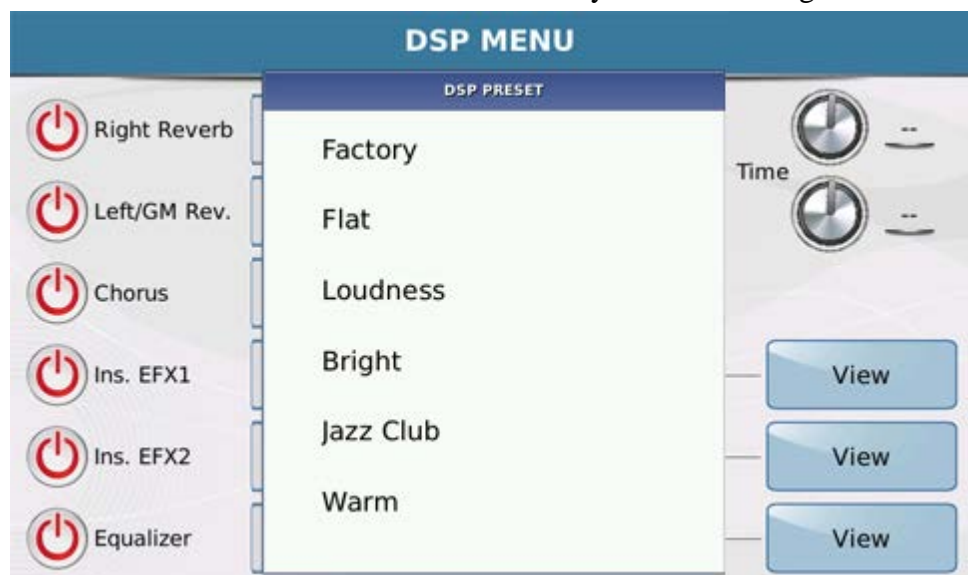 DSP MENU
DSP PRESET
Right Reverb
Factory
Time
--
Left/GM Rev.
Flat
--
Chorus
Loudness
Ins. EFX1
Bright
View
Ins. EFX2
Jazz Club
View
Equalizer
Warm
View